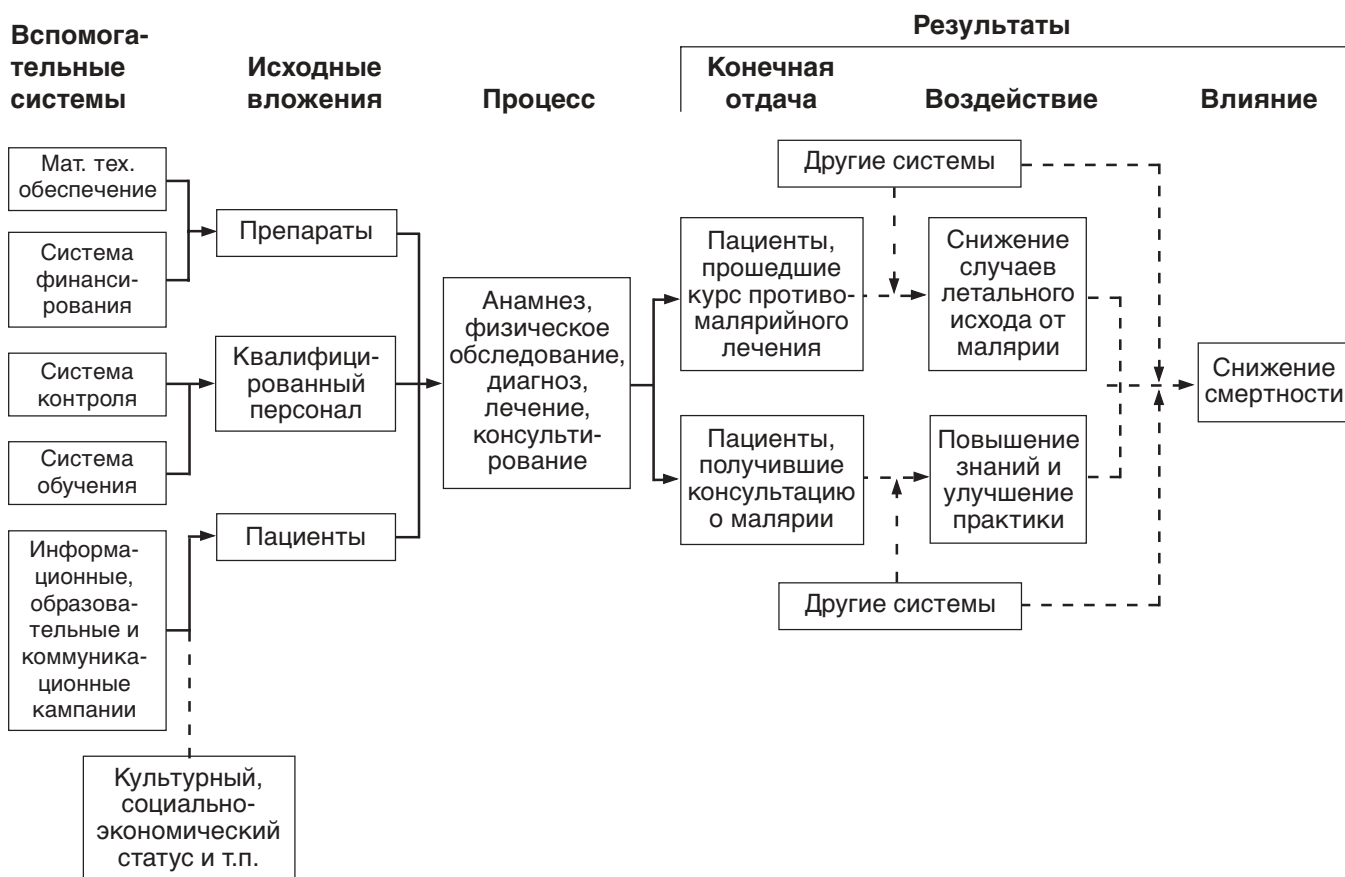 Результаты
Вспомога-
тельные
системы
Исходные
вложения
Процесс
Конечная
отдача
Воздействие
Влияние
Мат. тех.
обеспечение
Система
финанси-
рования
Система
контроля
Система
обучения
Информа-
ционные,
образова-
тельные и
коммуника-
ционные
кампании
Культурный,
социально-
экономический
статус и т.п.
Препараты
Квалифици-
рованный
персонал
Пациенты
Анамнез,
физическое
обследование,
диагноз,
лечение,
консульти-
рование
Другие системы
Пациенты,
прошедшие
курс противо-
малярийного
лечения
Снижение
случаев
летального
исхода от
малярии
Пациенты,
получившие
консультацию
о малярии
Повышение
знаний и
улучшение
практики
Другие системы
Снижение
смертности